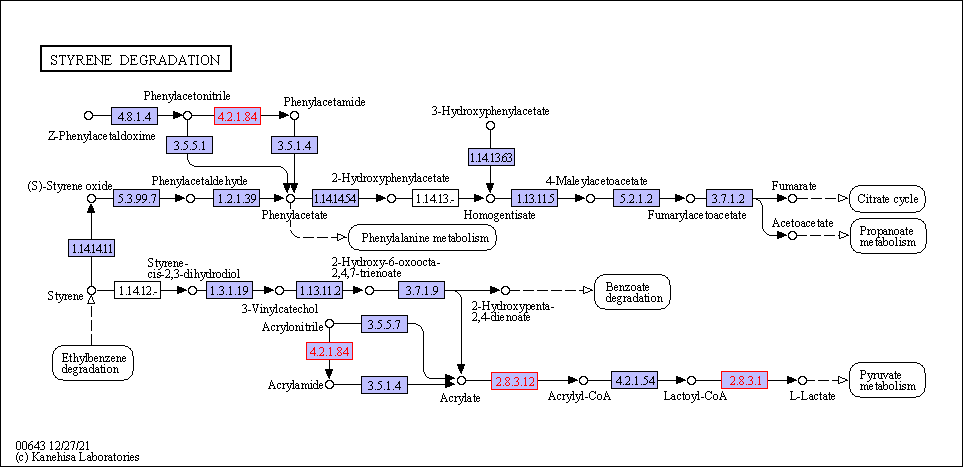 STYRENE DEGRADATION
Phenylacetonitrile
Phenylacetamide
3-Hydroxyphenylacetate
4.8.1.4
4.2.1.84
Z-Phenylacetaldoxime
3.5.5.1
3.5.1.4
1.14.13.63
(S)-Styrene oxide
Phenylacetaldehyde
2-Hydroxyphenylacetate
4-Maleylacetoacetate
Fumarate
5.3.99.7
1.2.1.39
1.14.14.54
1.14.13.-
1.13.11.5
5.2.1.2
3.7.1.2
Citrate cycle
Phenylacetate
Homogentisate
Fumarylacetoacetate
Acetoacetate
Phenylalanine metabolism
Propanoate
metabolism
1.14.14.11
Styrene-
cis-2,3-dihydrodiol
2-Hydroxy-6-oxoocta-
2,4,7-trienoate
Styrene
1.14.12.-
1.3.1.19
1.13.11.2
3.7.1.9
Benzoate
degradation
3-Vinylcatechol
2-Hydroxypenta-
2,4-dienoate
Acrylonitrile
3.5.5.7
4.2.1.84
Ethylbenzene
degradation
Acrylamide
3.5.1.4
Acrylate
2.8.3.12
Acrylyl-CoA
4.2.1.54
Lactoyl-CoA
2.8.3.1
L-Lactate
Pyruvate
metabolism
00643 12/27/21
(c) Kanehisa Laboratories